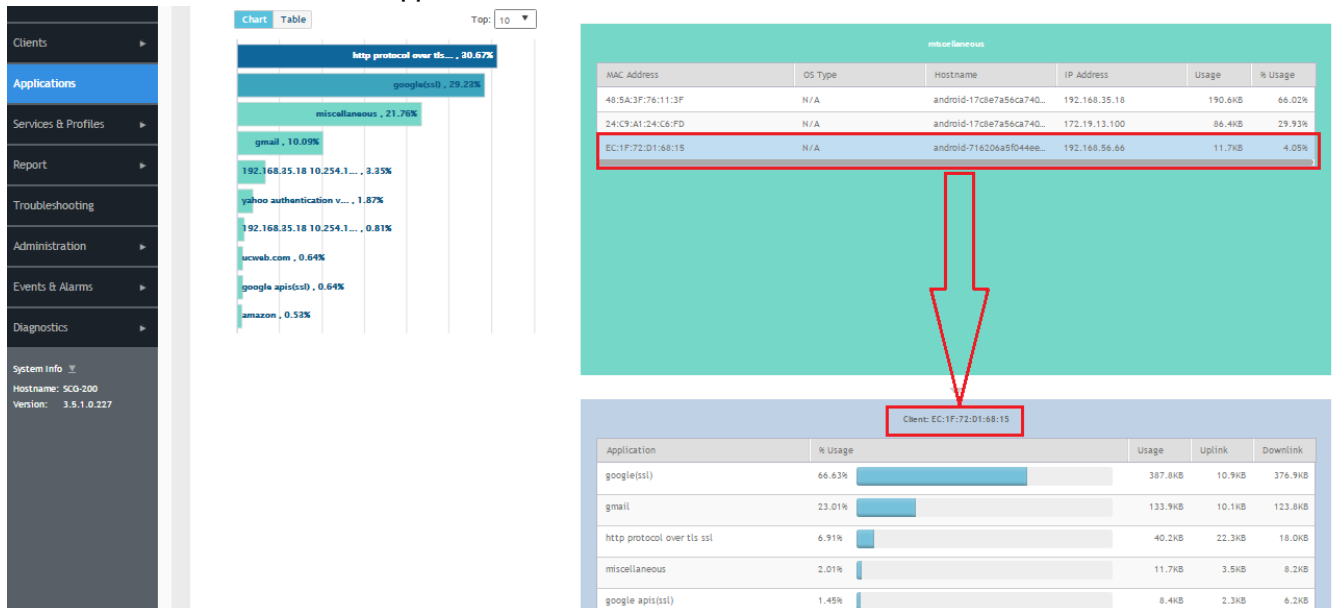 Chart Table Top: 10
Clients
Applications
Services & Profiles
Report
Troubleshooting
Administration
Events & Alarms
Diagnostics
System Info
Hostname: SCG-200
Version: 3.5.1.0.227
http protocol over tls... , 30.67%
google(ssl) , 29.23%
miscellaneous , 21.76%
gmail , 10.09%
192.168.35.18 10.254.1... , 3.35%
yahoo authentication v... , 1.87%
192.168.35.18 10.254.1... , 0.81%
ucweb.com , 0.64%
google apis(ssl) , 0.64%
amazon , 0.53%
miscellaneous
MAC Address OS Type Hostname IP Address Usage % Usage
48:5A:3F:76:11:3F N/A android-17c8e7a56ca740... 192.168.35.18 190.6KB 66.02%
24:C9:A1:24:C6:FD N/A android-17c8e7a56ca740... 172.19.13.100 86.4KB 29.93%
EC:1F:72:D1:68:15 N/A android-716206a5f044ee... 192.168.56.66 11.7KB 4.05%
Client: EC:1F:72:D1:68:15
Application % Usage Usage Uplink Downlink
google(ssl) 66.63% 387.8KB 10.9KB 376.9KB
gmail 23.01% 133.9KB 10.1KB 123.8KB
http protocol over tls ssl 6.91% 40.2KB 22.3KB 18.0KB
miscellaneous 2.01% 11.7KB 3.5KB 8.2KB
google apis(ssl) 1.45% 8.4KB 2.3KB 6.2KB